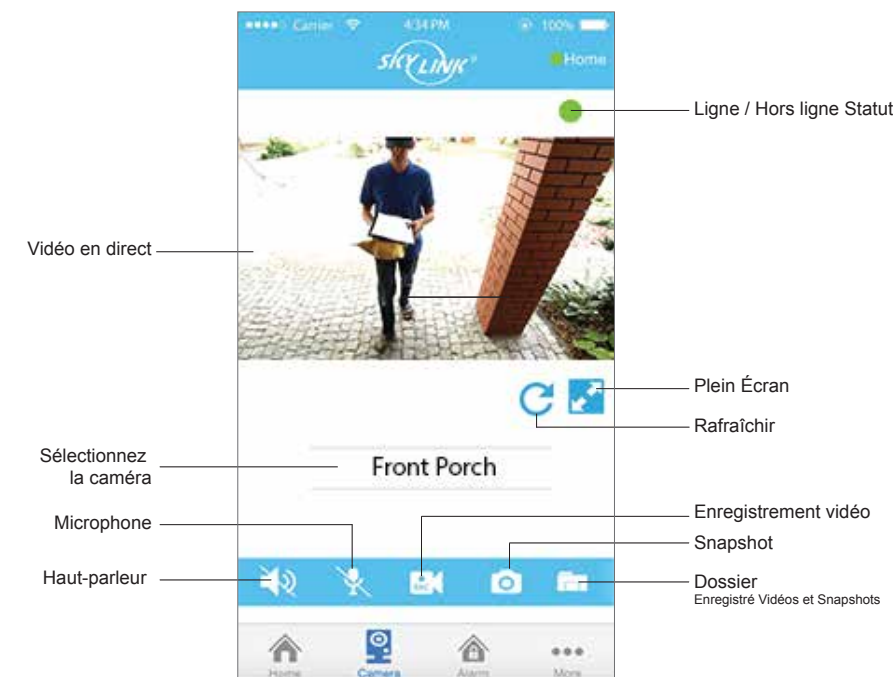 Carrier 4:34 PM 100%
SKYLINK®
Home
Ligne / Hors ligne Statut
Vidéo en direct
Plein Écran
Rafraîchir
Sélectionnez
la caméra
Front Porch
Enregistrement vidéo
Microphone
Snapshot
Haut-parleur
REC
Dossier
Enregistré Vidéos et Snapshots
Home Camera Alarm More